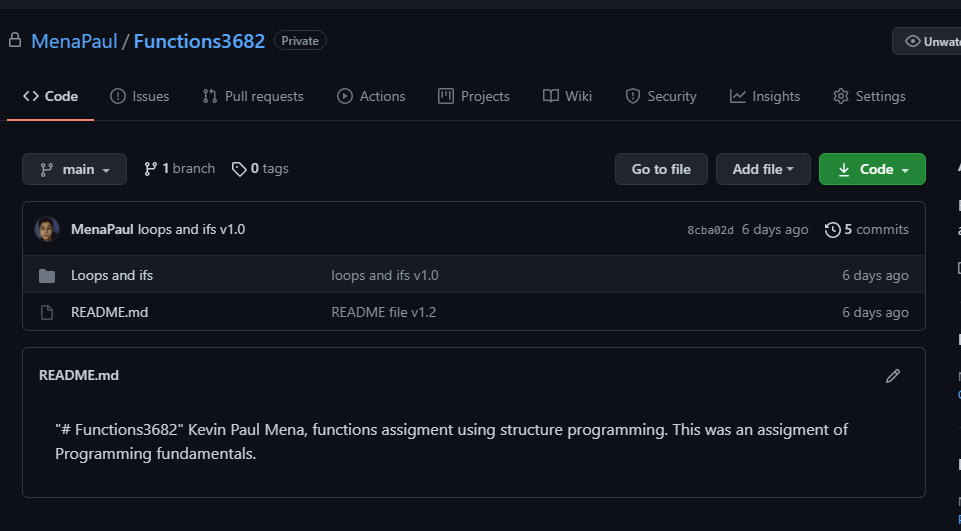 MenaPaul / Functions3682 Private Unwatc
Code Issues Pull requests Actions Projects Wiki Security Insights Settings
main 1 branch 0 tags Go to file Add file Code
MenaPaul loops and ifs v1.0 8cba02d 6 days ago 5 commits
Loops and ifs loops and ifs v1.0 6 days ago
README.md README file v1.2 6 days ago
README.md
"# Functions3682" Kevin Paul Mena, functions assigment using structure programming. This was an assigment of
Programming fundamentals.